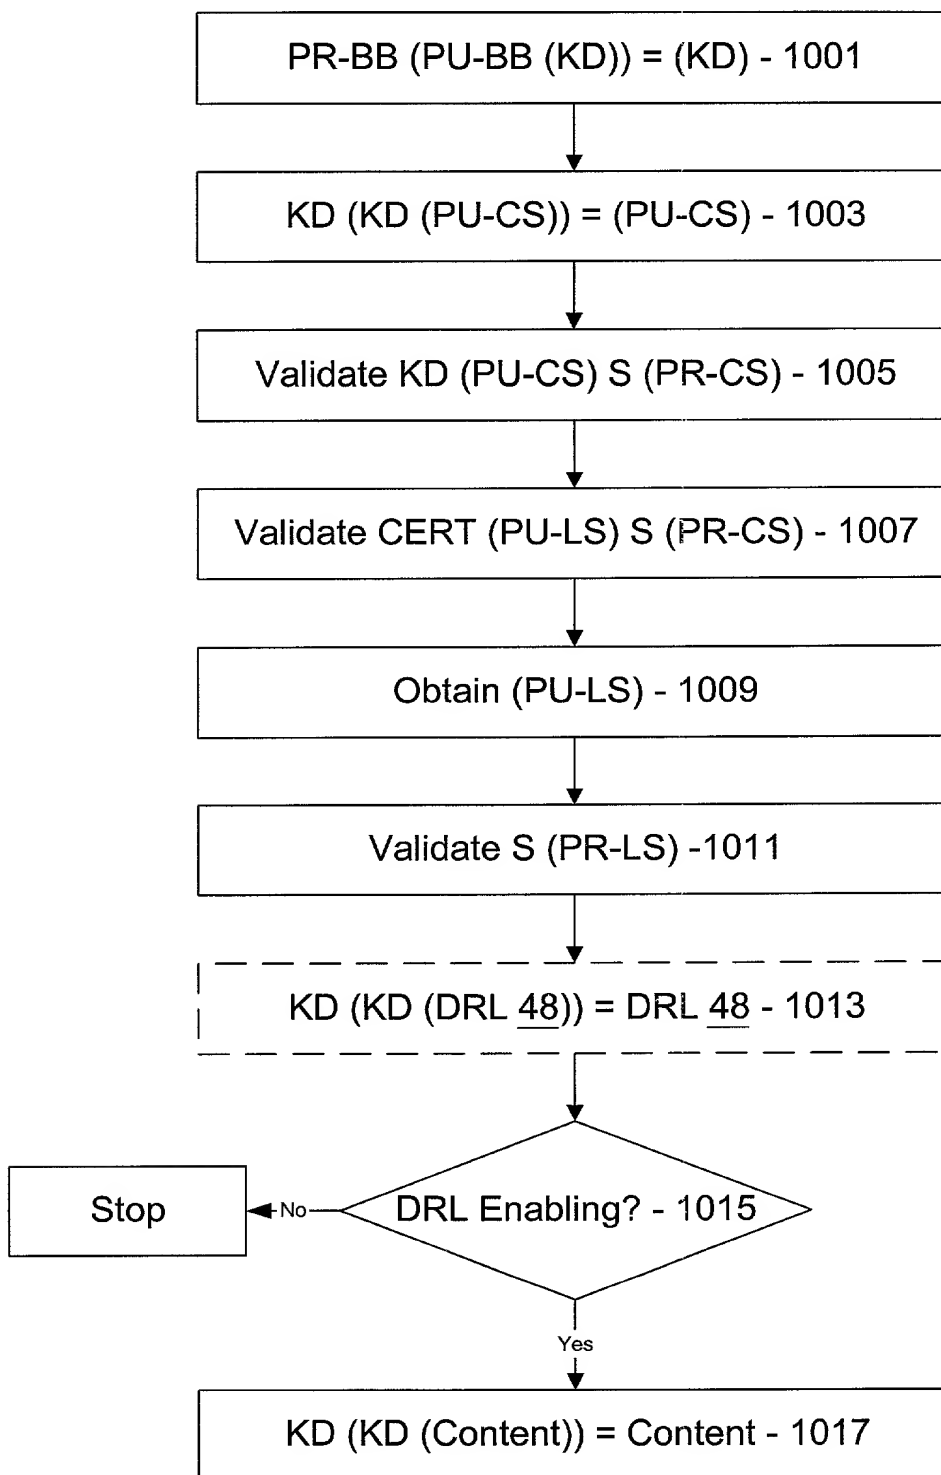 PR-BB (PU-BB (KD)) = (KD) - 1001
KD (KD (PU-CS)) = (PU-CS) - 1003
Validate KD (PU-CS) S (PR-CS) - 1005
Validate CERT (PU-LS) S (PR-CS) - 1007
Obtain (PU-LS) - 1009
Validate S (PR-LS) -1011
KD (KD (DRL 48)) = DRL 48 - 1013
DRL Enabling? - 1015
No
Stop
Yes
KD (KD (Content)) = Content - 1017